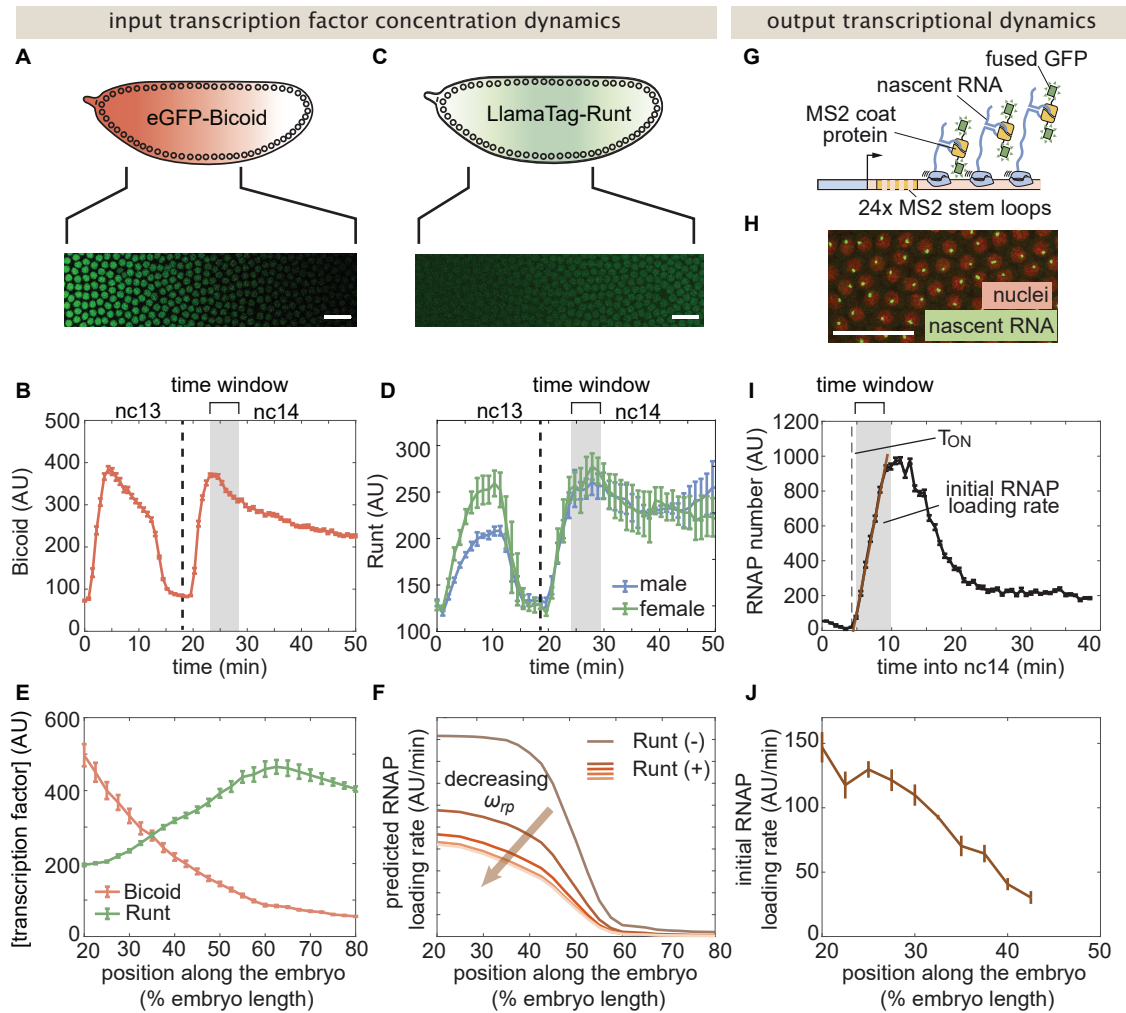 input transcription factor concentration dynamics
output transcriptional dynamics
A
eGFP-Bicoid
C
LlamaTag-Runt
G
fused GFP
nascent RNA
MS2 coat
protein
24x MS2 stem loops
H
nuclei
nascent RNA
B
time window
nc13
nc14
500
400
300
200
100
0
Bicoid (AU)
0
10
20
30
40
50
time (min)
D
time window
nc13
nc14
300
250
200
150
100
Runt (AU)
male
female
0
10
20
30
40
50
time (min)
I
time window
1200
1000
800
600
400
200
0
RNAP number (AU)
TON
initial RNAP
loading rate
0
10
20
30
40
time into nc14 (min)
E
600
400
200
0
[transcription factor] (AU)
Bicoid
Runt
20
30
40
50
60
70
80
position along the embryo
(% embryo length)
F
predicted RNAP
loading rate (AU/min)
decreasing
ωrp
Runt (-)
Runt (+)
20
30
40
50
60
70
80
position along the embryo
(% embryo length)
J
150
100
50
0
initial RNAP
loading rate (AU/min)
20
30
40
50
position along the embryo
(% embryo length)